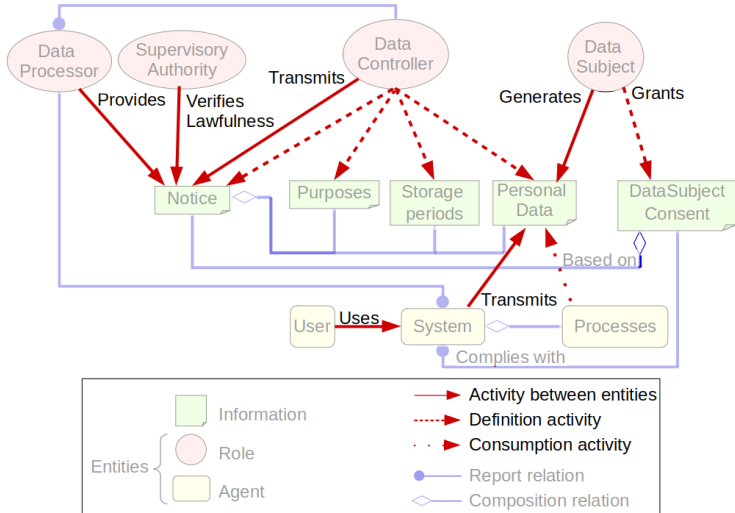 Data
Processor
Supervisory
Authority
Data
Controller
Data
Subject
Transmits
Provides
Verifies
Lawfulness
Generates
Grants
Notice
Purposes
Storage
periods
Personal
Data
DataSubject
Consent
Based on
Transmits
User
Uses
System
Processes
Complies with
Information
Entities
Role
Agent
Activity between entities
Definition activity
Consumption activity
Report relation
Composition relation